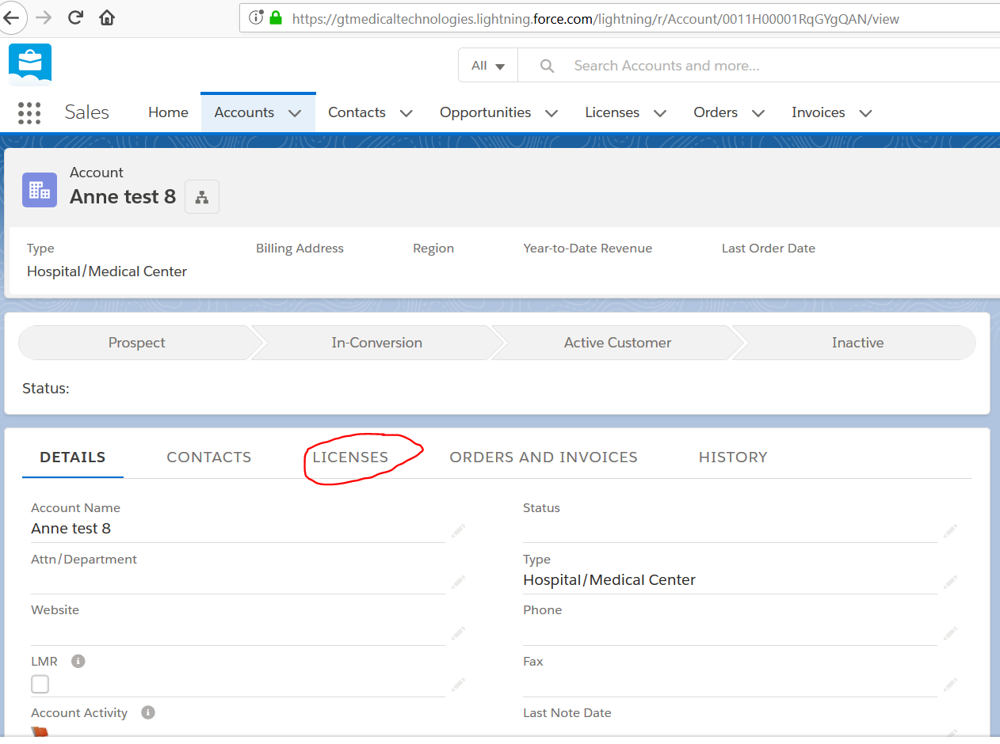 https://gtmedicaltechnologies.lightning.force.com/lightning/r/Account/0011H00001RqGYgQAN/view
All Search Accounts and more...
Sales Home Accounts Contacts Opportunities Licenses Orders Invoices
Account
Anne test 8
Type Billing Address Region Year-to-Date Revenue Last Order Date
Hospital/Medical Center
Prospect In-Conversion Active Customer Inactive
Status:
DETAILS CONTACTS LICENSES ORDERS AND INVOICES HISTORY
Account Name Status
Anne test 8
Attn/Department Type
Hospital/Medical Center
Website Phone
LMR Fax
Account Activity Last Note Date